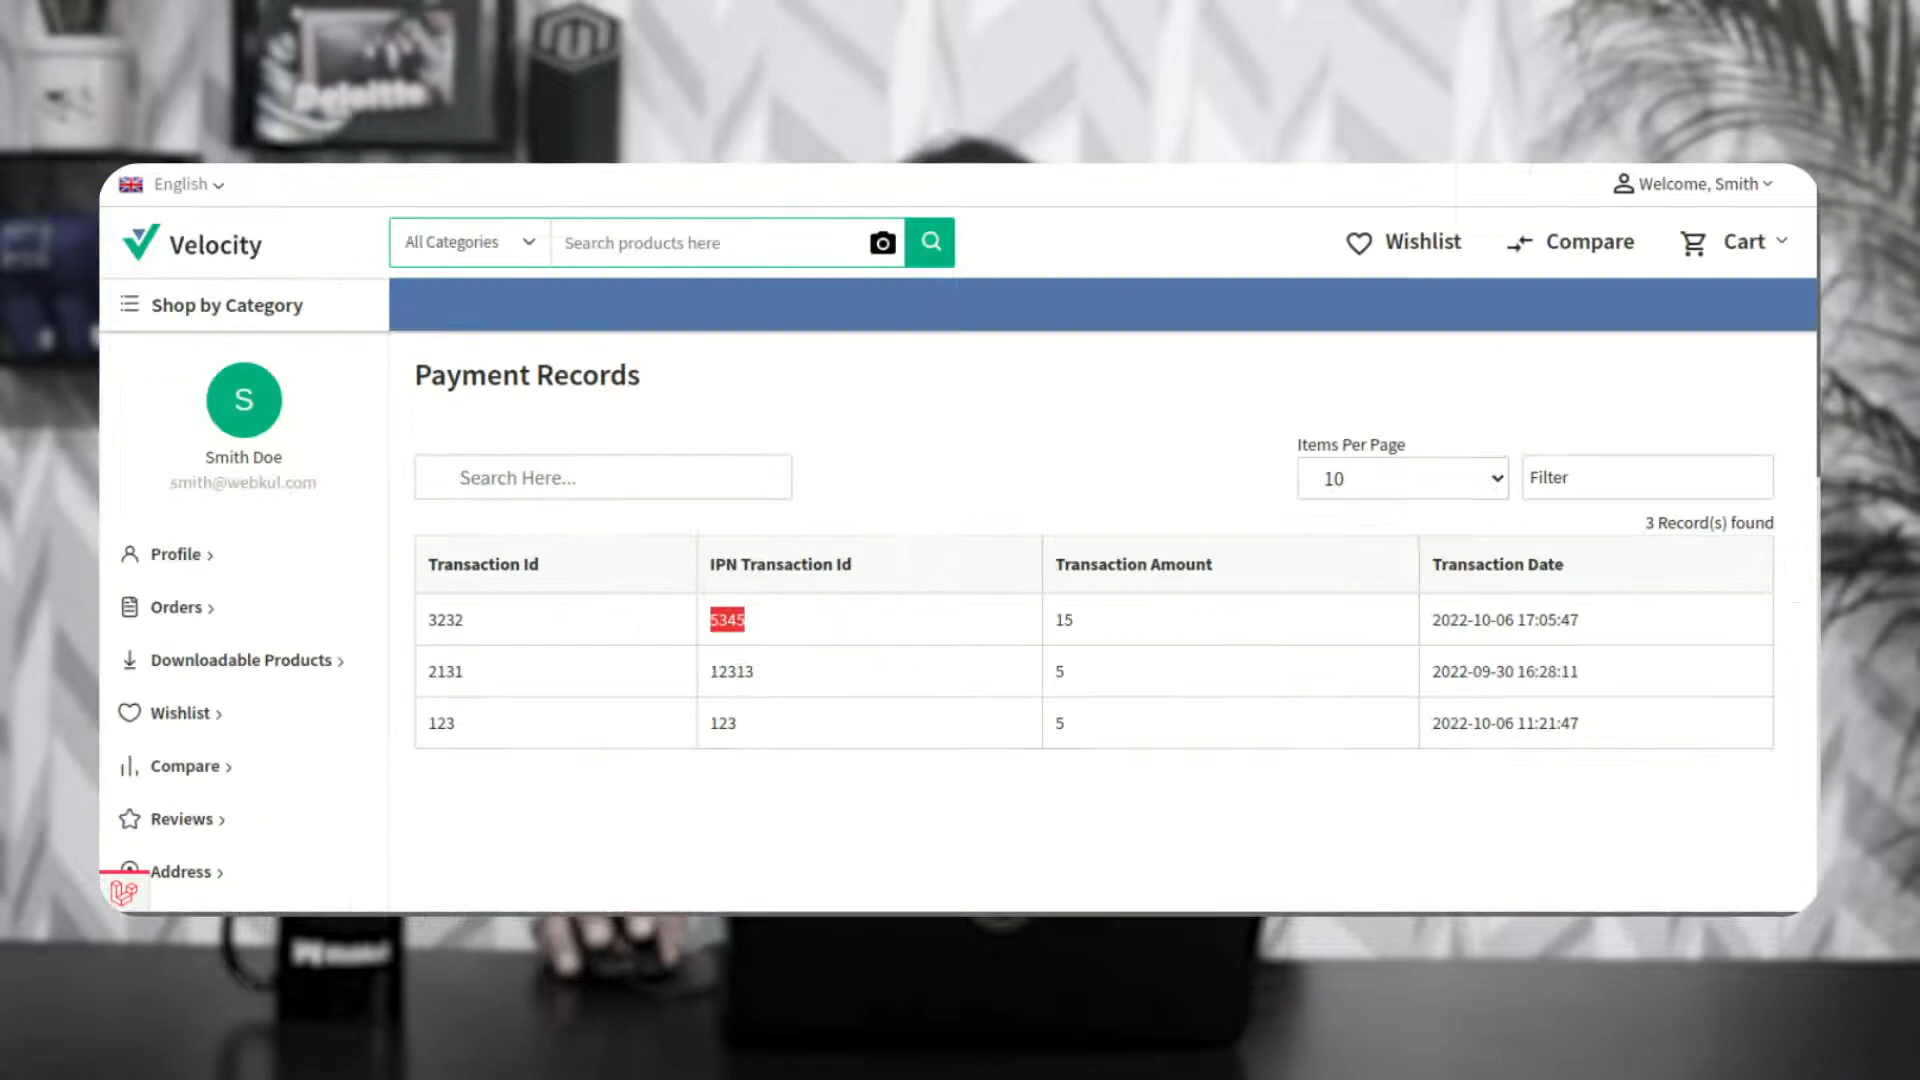 Deloitte
English
Welcome, Smith
Velocity
All Categories
Search products here
Wishlist
Compare
Cart
Shop by Category
Payment Records
S
Smith Doe
smith@webkul.com
Items Per Page
Search Here...
10
Filter
3 Record(s) found
Transaction Id IPN Transaction Id Transaction Amount Transaction Date
3232 5345 15 2022-10-06 17:05:47
2131 12313 5 2022-09-30 16:28:11
123 123 5 2022-10-06 11:21:47
Profile
Orders
Downloadable Products
Wishlist
Compare
Reviews
Address